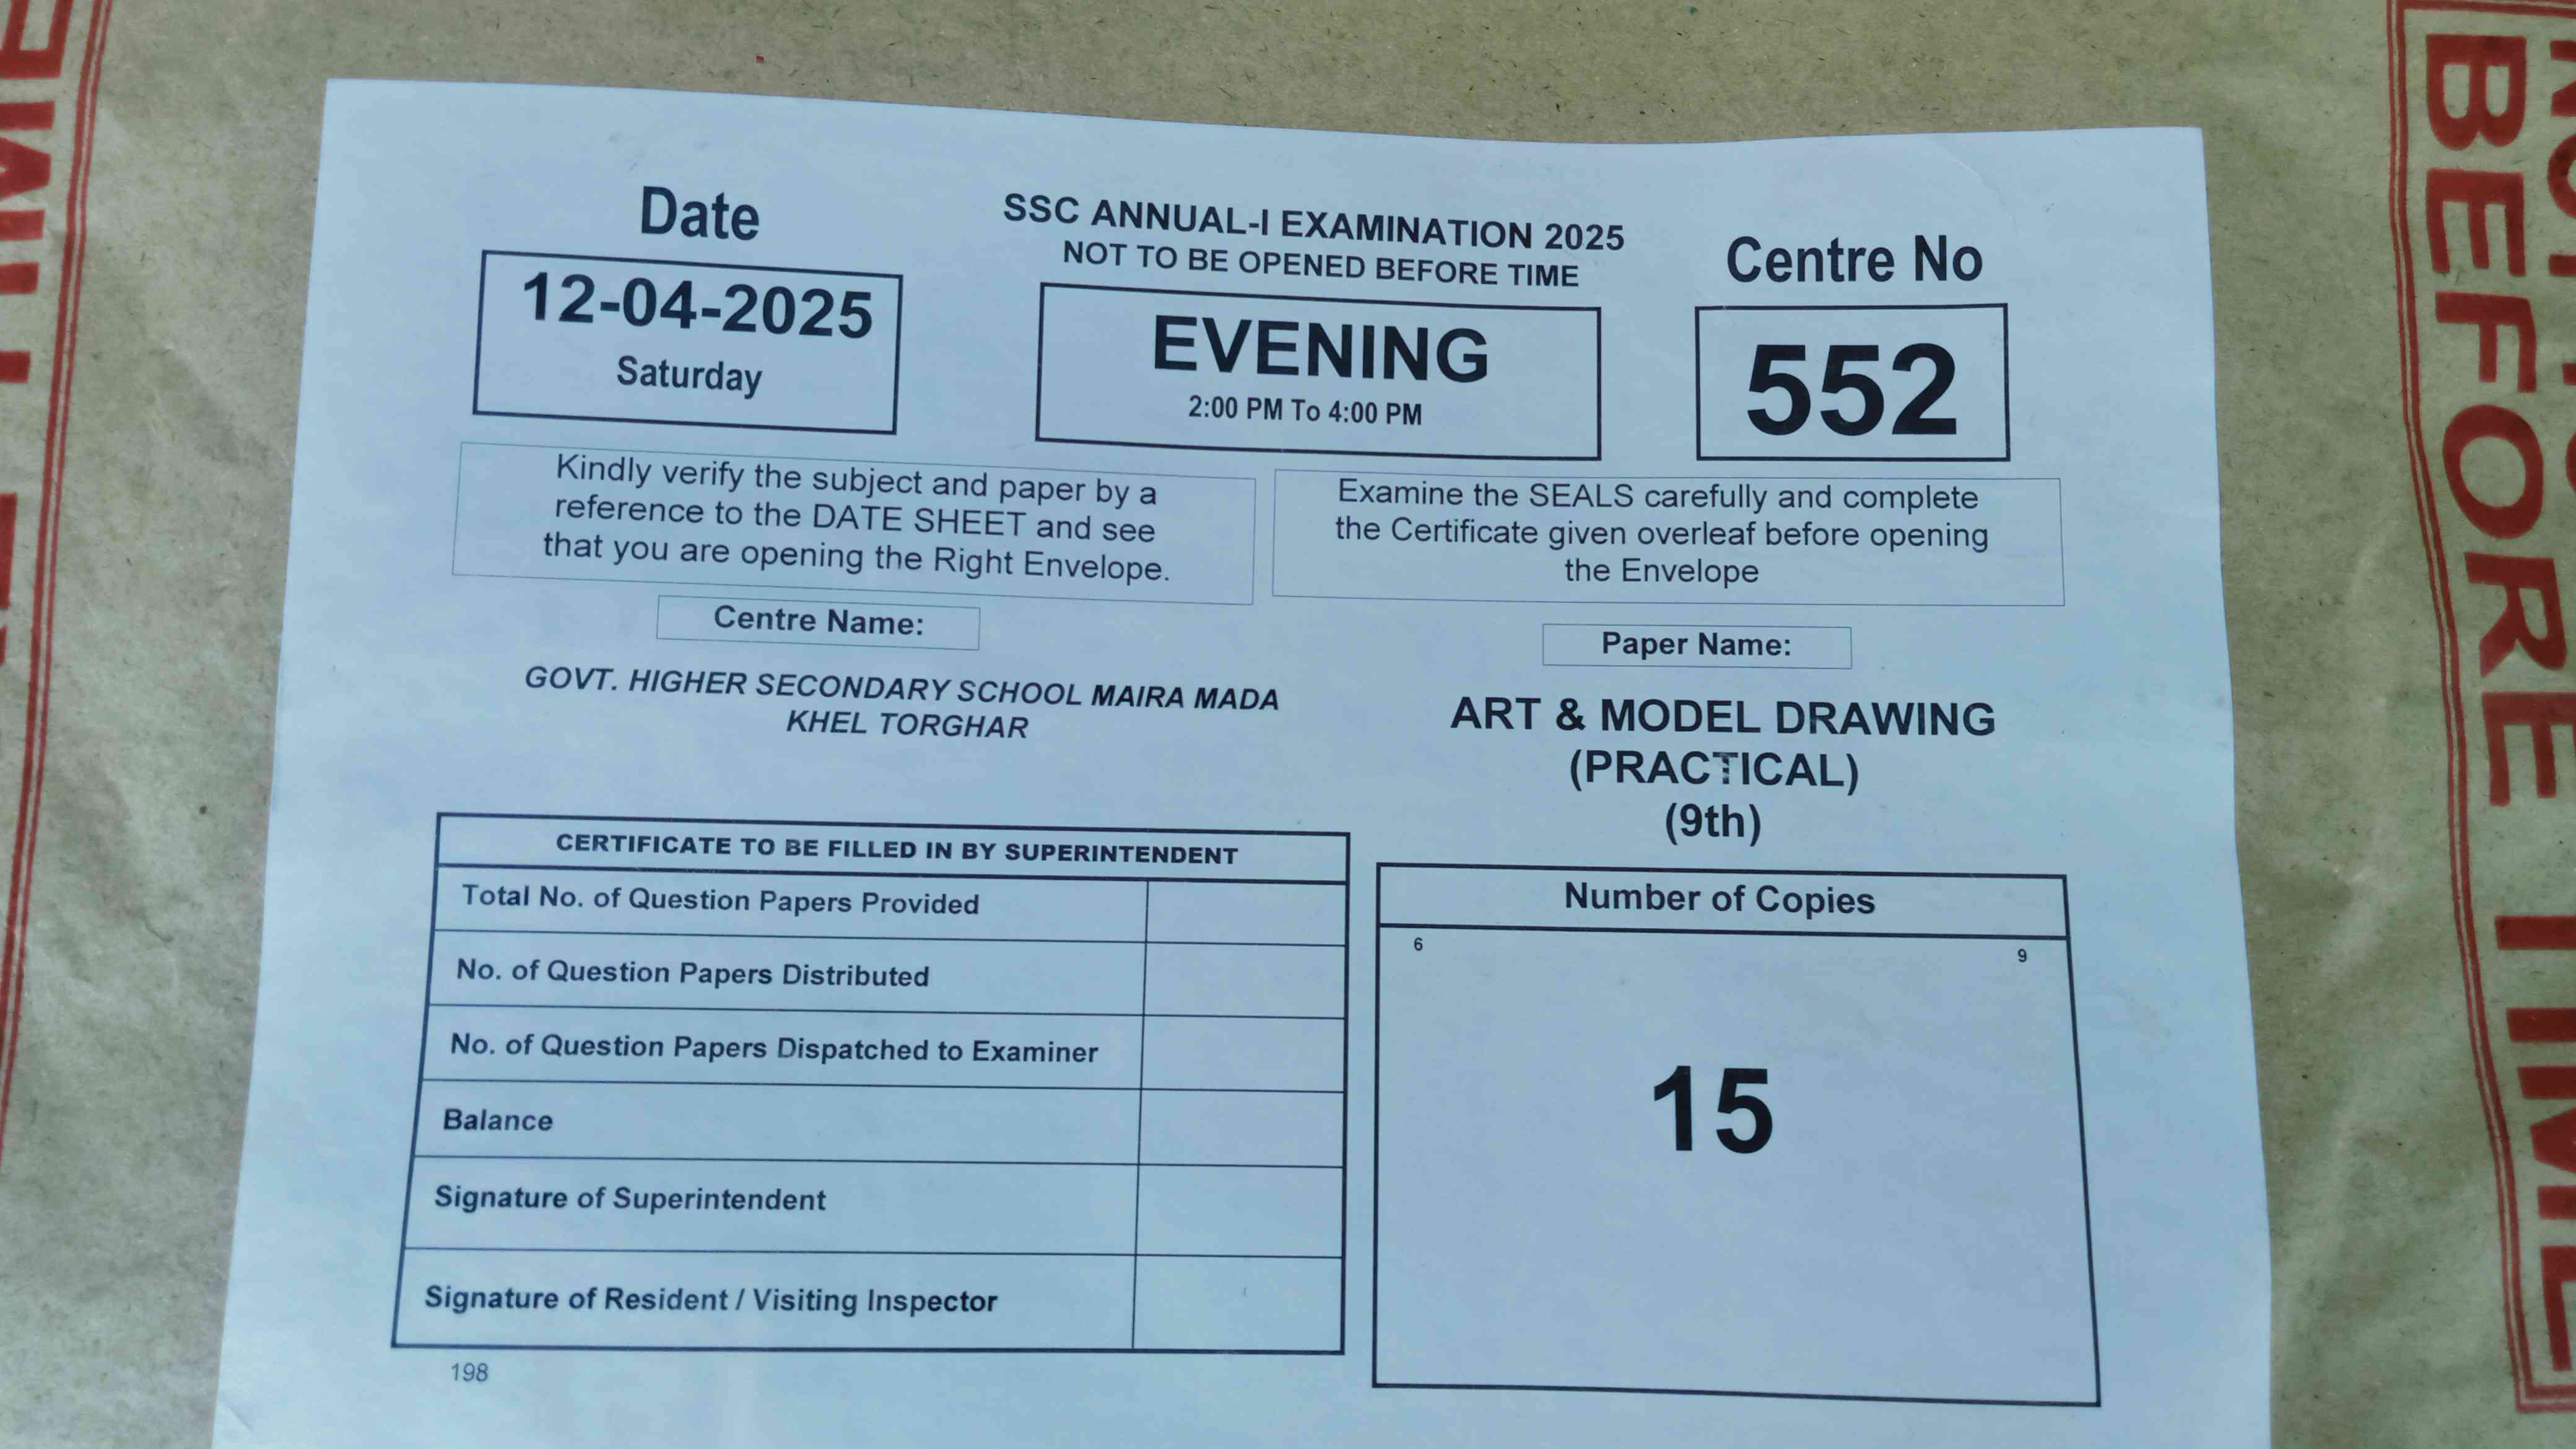 Date
12-04-2025
Saturday
SSC ANNUAL-I EXAMINATION 2025
NOT TO BE OPENED BEFORE TIME
EVENING
2:00 PM To 4:00 PM
Centre No
552
Kindly verify the subject and paper by a
reference to the DATE SHEET and see
that you are opening the Right Envelope.
Examine the SEALS carefully and complete
the Certificate given overleaf before opening
the Envelope
Centre Name:
GOVT. HIGHER SECONDARY SCHOOL MAIRA MADA
KHEL TORGHAR
Paper Name:
ART & MODEL DRAWING
(PRACTICAL)
(9th)
CERTIFICATE TO BE FILLED IN BY SUPERINTENDENT
Total No. of Question Papers Provided
No. of Question Papers Distributed
No. of Question Papers Dispatched to Examiner
Balance
Signature of Superintendent
Signature of Resident / Visiting Inspector
198
Number of Copies
6
9
15
BEFORE TIME